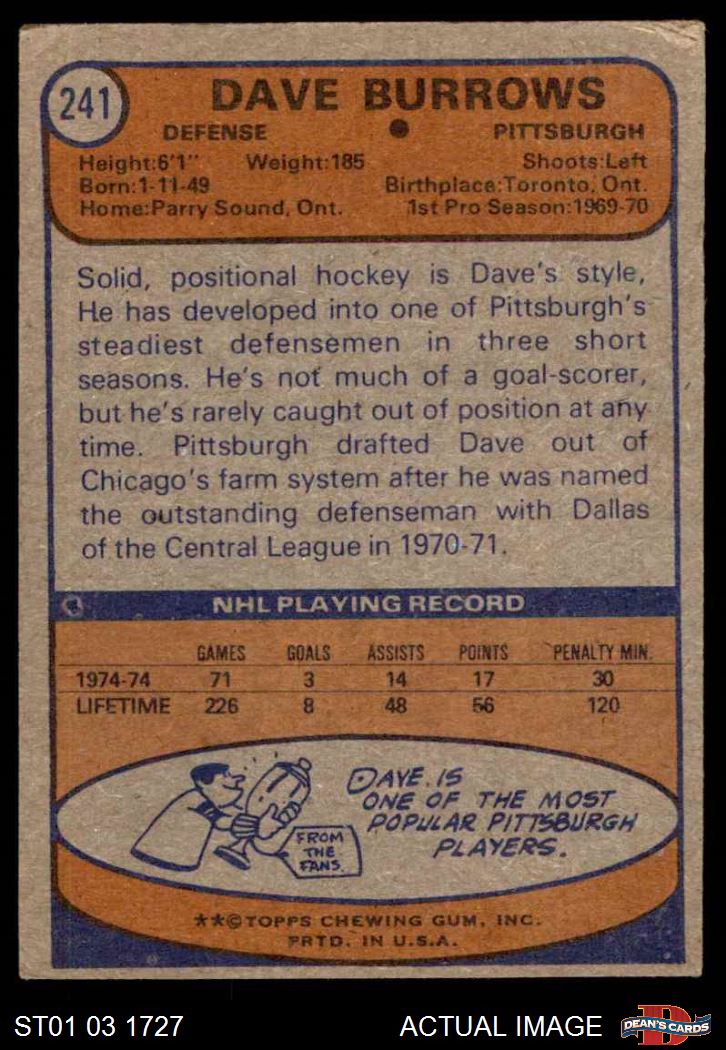 241
DAVE BURROWS
DEFENSE ● PITTSBURGH
Height:6'1" Weight:185 Shoots:Left
Born:1-11-49 Birthplace:Toronto, Ont.
Home:Parry Sound, Ont. 1st Pro Season:1969-70
Solid, positional hockey is Dave's style,
He has developed into one of Pittsburgh's
steadiest defensemen in three short
seasons. He's not much of a goal-scorer,
but he's rarely caught out of position at any
time. Pittsburgh drafted Dave out of
Chicago's farm system after he was named
the outstanding defenseman with Dallas
of the Central League in 1970-71.
NHL PLAYING RECORD
GAMES GOALS ASSISTS POINTS PENALTY MIN.
1974-74 71 3 14 17 30
LIFETIME 226 8 48 56 120
DAVE IS
ONE OF THE MOST
POPULAR PITTSBURGH
PLAYERS.
FROM
THE
FANS.
**©TOPPS CHEWING GUM, INC.
PRTD. IN U.S.A.
ST01 03 1727 ACTUAL IMAGE
D
DEAN'S CARDS